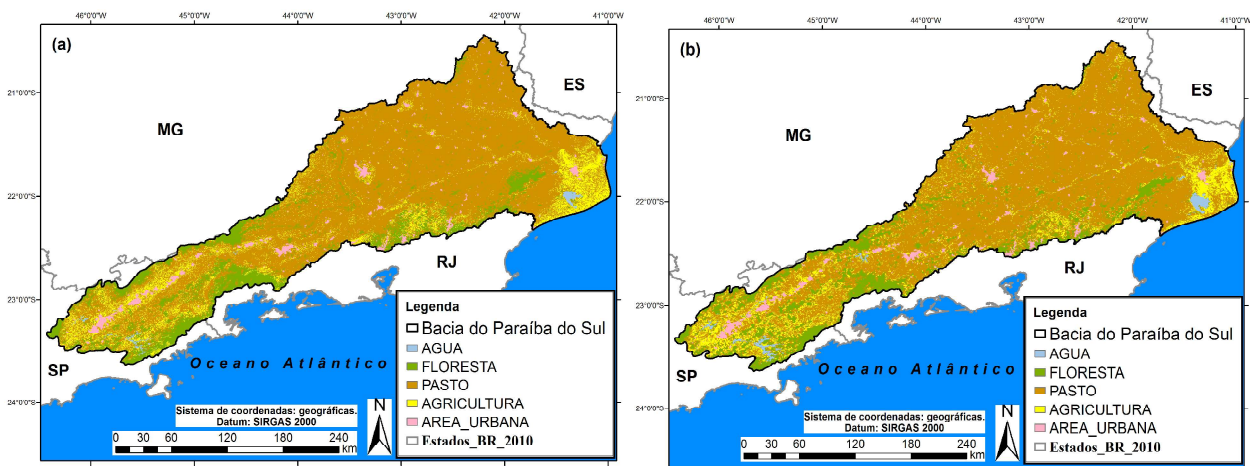 46°0'0"W 45°0'0"W 44°0'0"W 43°0'0"W 42°0'0"W 41°0'0"W
(a)
ES
21°0'0"S
MG
22°0'0"S
RJ
23°0'0"S
SP
Oceano Atlântico
24°0'0"S
Legenda
Bacia do Paraíba do Sul
AGUA
FLORESTA
PASTO
AGRICULTURA
AREA_URBANA
Estados_BR_2010
Sistema de coordenadas: geográficas.
Datum: SIRGAS 2000
N
0 30 60 120 180 240
km
46°0'0"W 45°0'0"W 44°0'0"W 43°0'0"W 42°0'0"W 41°0'0"W
(b)
ES
21°0'0"S
MG
22°0'0"S
RJ
23°0'0"S
SP
Oceano Atlântico
24°0'0"S
Legenda
Bacia do Paraíba do Sul
AGUA
FLORESTA
PASTO
AGRICULTURA
AREA_URBANA
Estados_BR_2010
Sistema de coordenadas: geográficas.
Datum: SIRGAS 2000
N
0 30 60 120 180 240
km